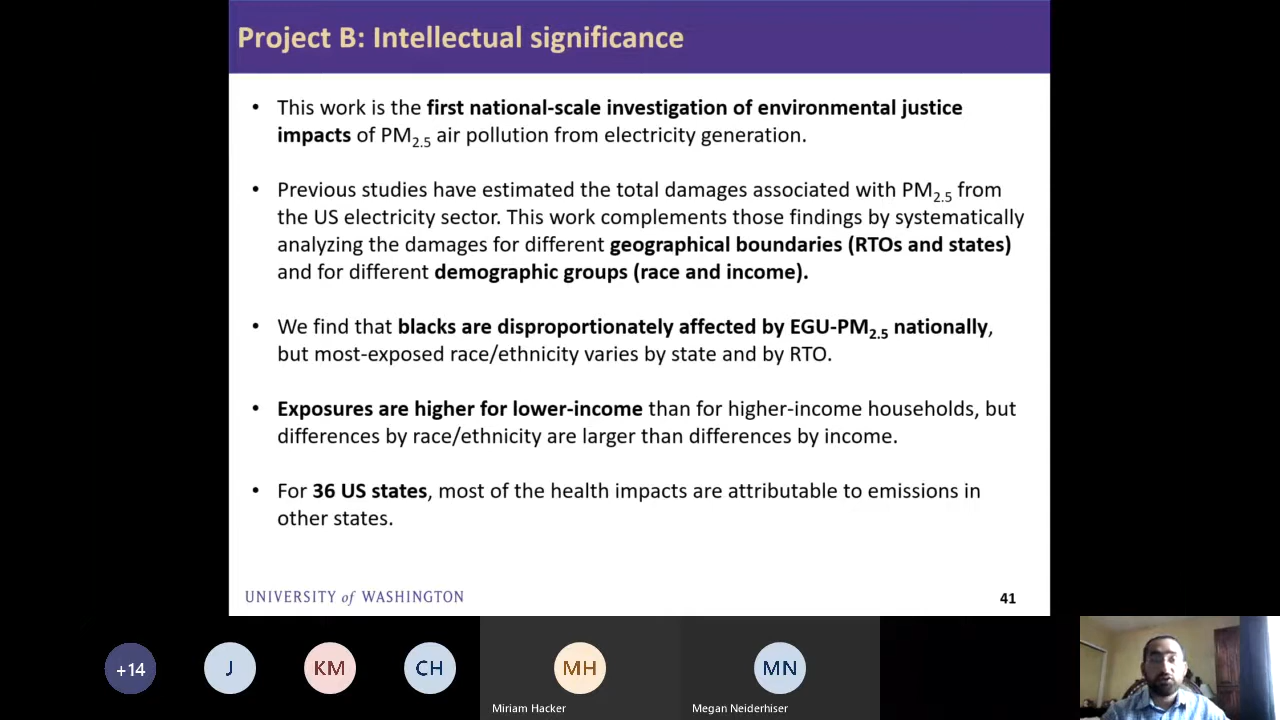 Project B: Intellectual significance
• This work is the first national-scale investigation of environmental justice
impacts of PM2.5 air pollution from electricity generation.
• Previous studies have estimated the total damages associated with PM2.5 from
the US electricity sector. This work complements those findings by systematically
analyzing the damages for different geographical boundaries (RTOs and states)
and for different demographic groups (race and income).
• We find that blacks are disproportionately affected by EGU-PM2.5 nationally,
but most-exposed race/ethnicity varies by state and by RTO.
• Exposures are higher for lower-income than for higher-income households, but
differences by race/ethnicity are larger than differences by income.
• For 36 US states, most of the health impacts are attributable to emissions in
other states.
UNIVERSITY of WASHINGTON
41
+14
J
KM
CH
MH
MN
Miriam Hacker
Megan Neiderhiser